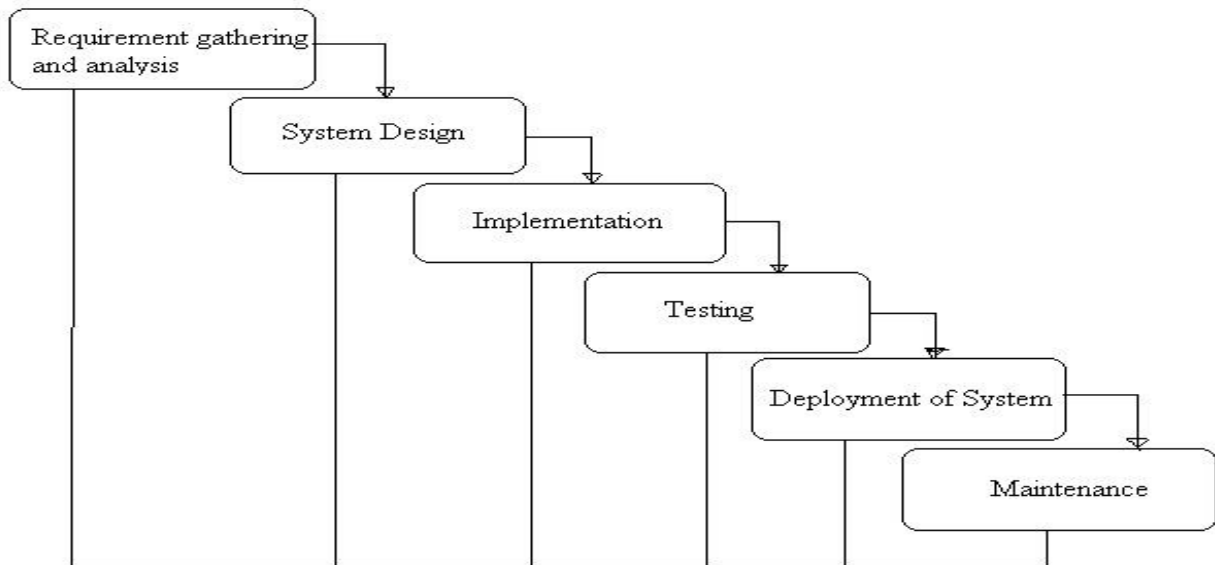 Requirement gathering
and analysis
System Design
Implementation
Testing
Deployment of System
Maintenance